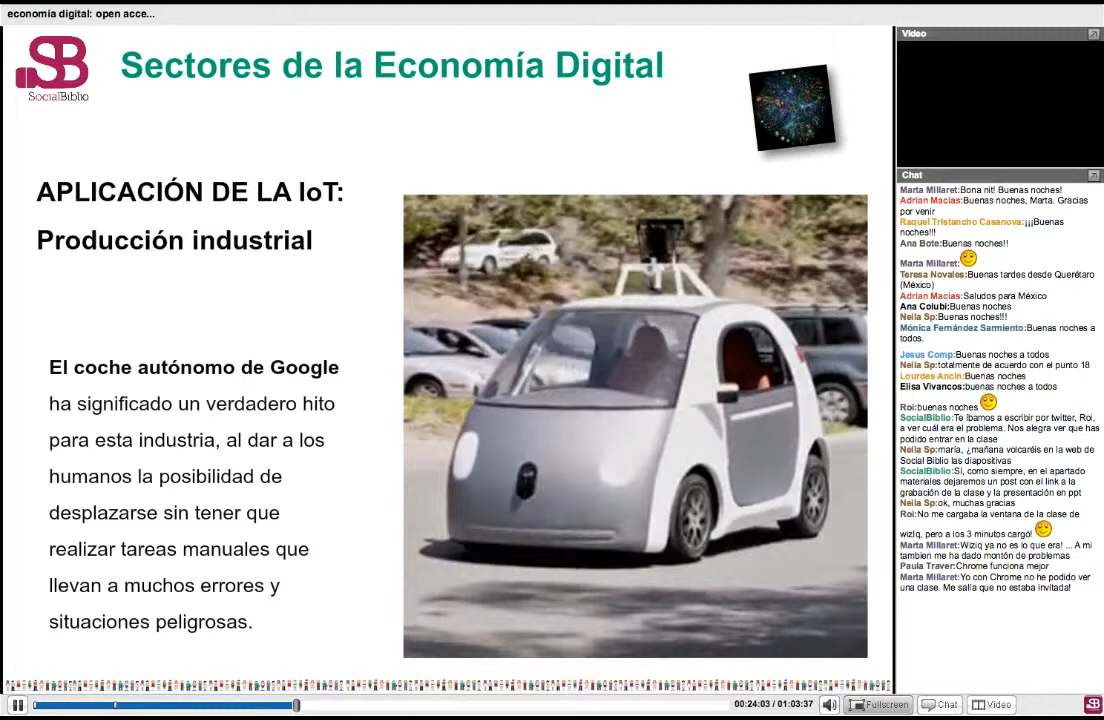 economía digital: open acce...
SB
SocialBiblio
Sectores de la Economía Digital
APLICACIÓN DE LA IoT:
Producción industrial
El coche autónomo de Google
ha significado un verdadero hito
para esta industria, al dar a los
humanos la posibilidad de
desplazarse sin tener que
realizar tareas manuales que
llevan a muchos errores y
situaciones peligrosas.
Video
Chat
Marta Millaret:Bona nit! Buenas noches!
Adrian Macias:Buenas noches, Marta. Gracias
por venir
Raquel Tristancho Casanova:¡¡¡Buenas
noches!!!
Ana Bote:Buenas noches!!
Marta Millaret:
Teresa Novales:Buenas tardes desde Querétaro
(México)
Adrian Macias:Saludos para México
Ana Colubi:Buenas noches
Neila Sp:Buenas noches!!!
Mónica Fernández Sarmiento:Buenas noches a
todos.
Jesus Comp:Buenas noches a todos
Neila Sp:totalmente de acuerdo con el punto 18
Lourdes Ancin:Buenas noches
Elisa Vivancos:buenas noches a todos
Roi:buenas noches
SocialBiblio:Te íbamos a escribir por twitter, Roi,
a ver cuál era el problema. Nos alegra ver que has
podido entrar en la clase
Neila Sp:maría, ¿mañana volcaréis en la web de
Social Biblio las diapositivas
SocialBiblio:Sí, como siempre, en el apartado
materiales dejaremos un post con el link a la
grabación de la clase y la presentación en ppt
Neila Sp:ok, muchas gracias
Roi:No me cargaba la ventana de la clase de
wizIq, pero a los 3 minutos cargó!
Marta Millaret:Wiziq ya no es lo que era! ... A mi
tambien me ha dado montón de problemas
Paula Traver:Chrome funciona mejor
Marta Millaret:Yo con Chrome no he podido ver
una clase. Me salía que no estaba invitada!
00:24:03 / 01:03:37
Fullscreen
Chat
Video
SB